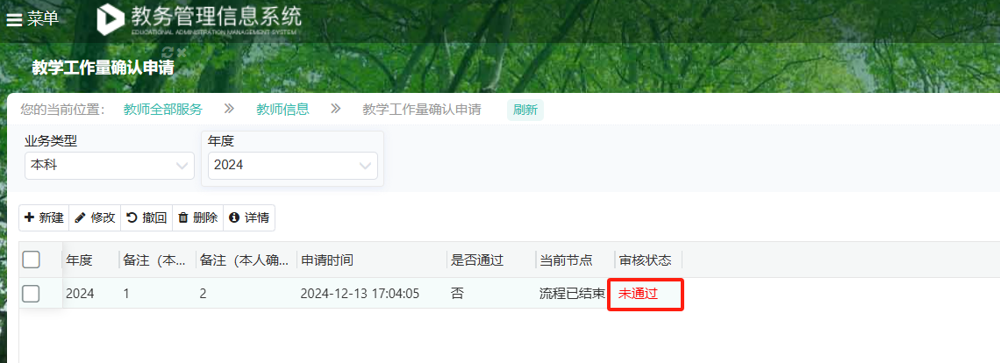 菜单 教务管理信息系统
EDUCATIONAL ADMINISTRATION MANAGEMENT SYSTEM
教学工作量确认申请
您的当前位置： 教师全部服务 » 教师信息 » 教学工作量确认申请 刷新
业务类型 年度
本科 2024
新建 修改 撤回 删除 详情
年度 备注（本... 备注（本人确... 申请时间 是否通过 当前节点 审核状态
2024 1 2 2024-12-13 17:04:05 否 流程已结束 未通过